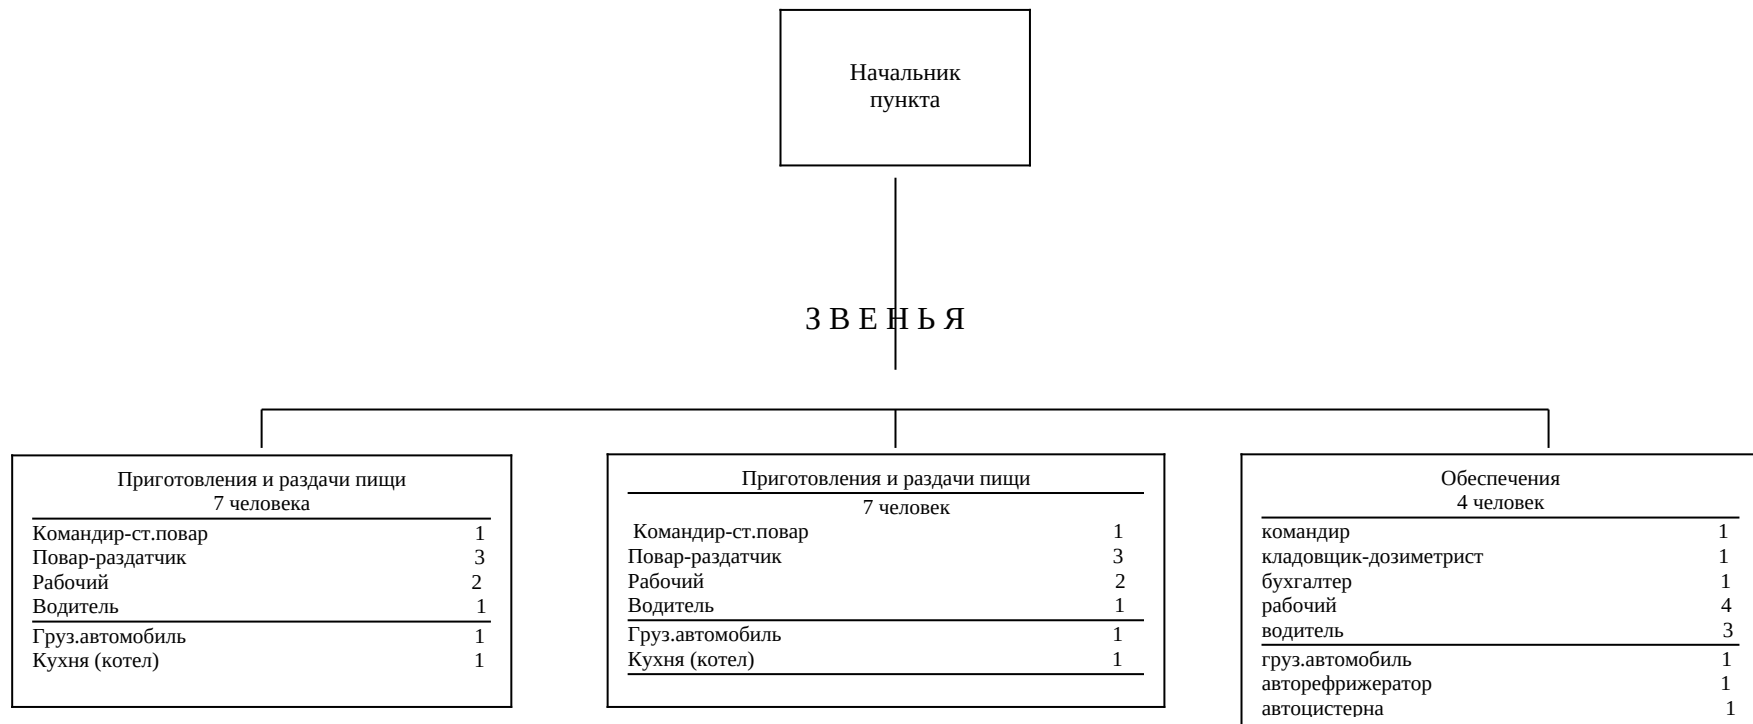 Начальник
пункта
З В Е Н Ь Я
Приготовления и раздачи пищи
7 человека
Командир-ст.повар 1
Повар-раздатчик 3
Рабочий 2
Водитель 1
Груз.автомобиль 1
Кухня (котел) 1
Приготовления и раздачи пищи
7 человек
Командир-ст.повар 1
Повар-раздатчик 3
Рабочий 2
Водитель 1
Груз.автомобиль 1
Кухня (котел) 1
Обеспечения
4 человек
командир 1
кладовщик-дозиметрист 1
бухгалтер 1
рабочий 4
водитель 3
груз.автомобиль 1
авторефрижератор 1
автоцистерна 1